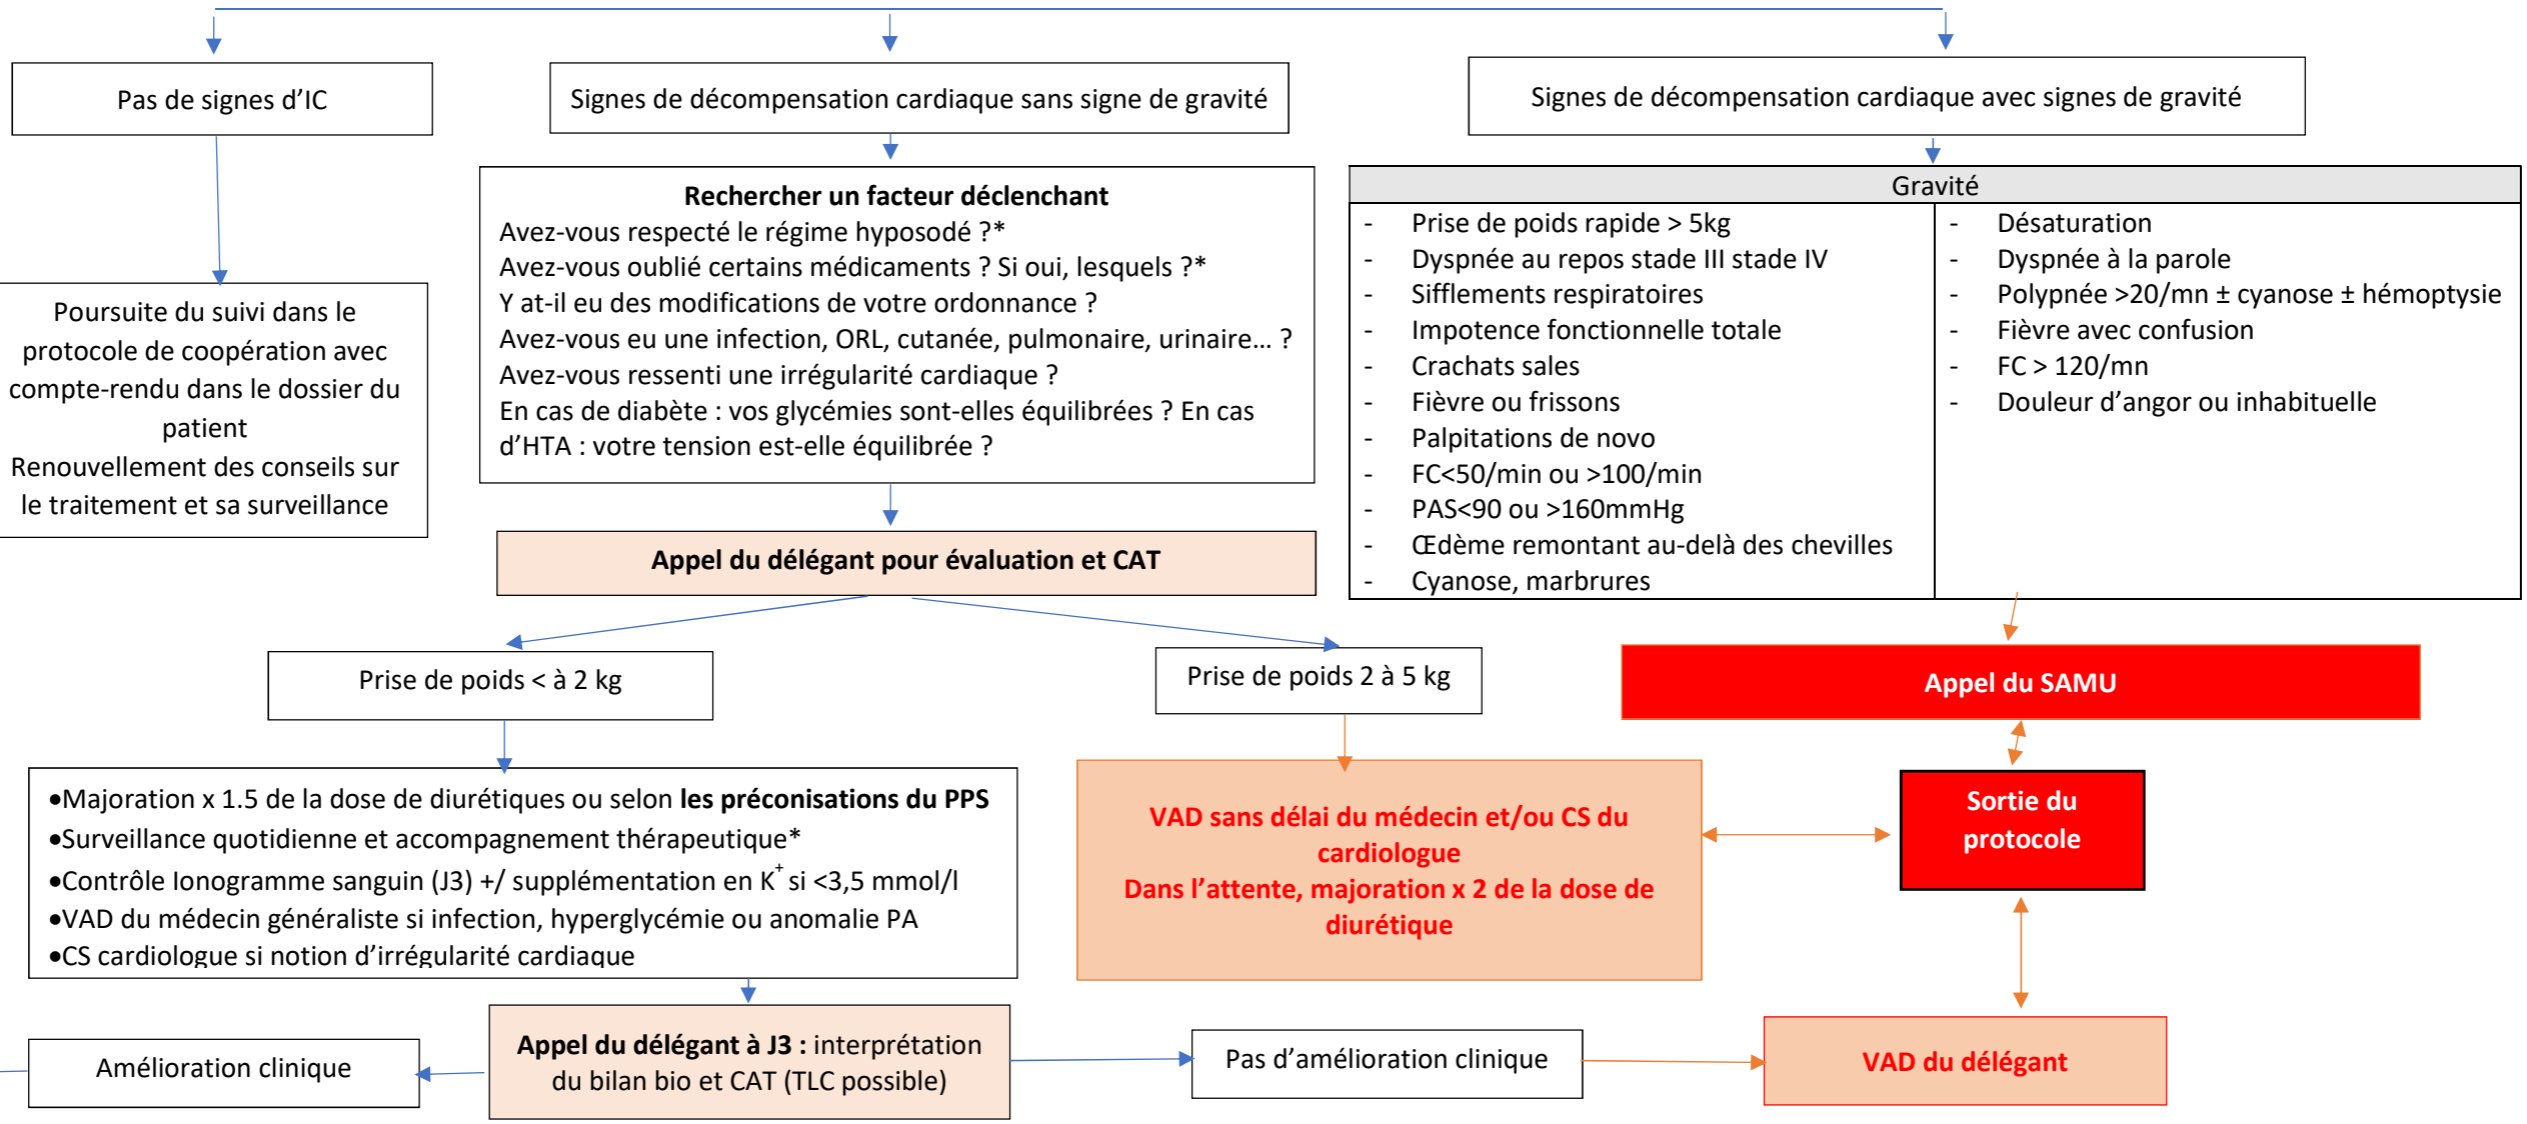 Pas de signes d'IC
Signes de décompensation cardiaque sans signe de gravité
Signes de décompensation cardiaque avec signes de gravité
Poursuite du suivi dans le
protocole de coopération avec
compte-rendu dans le dossier du
patient
Renouvellement des conseils sur
le traitement et sa surveillance
Rechercher un facteur déclenchant
Avez-vous respecté le régime hyposodé ?*
Avez-vous oublié certains médicaments ? Si oui, lesquels ?*
Y at-il eu des modifications de votre ordonnance ?
Avez-vous eu une infection, ORL, cutanée, pulmonaire, urinaire… ?
Avez-vous ressenti une irrégularité cardiaque ?
En cas de diabète : vos glycémies sont-elles équilibrées ? En cas
d'HTA : votre tension est-elle équilibrée ?
Gravité
- Prise de poids rapide > 5kg
- Dyspnée au repos stade III stade IV
- Sifflements respiratoires
- Impotence fonctionnelle totale
- Crachats sales
- Fièvre ou frissons
- Palpitations de novo
- FC<50/min ou >100/min
- PAS<90 ou >160mmHg
- Œdème remontant au-delà des chevilles
- Cyanose, marbrures
- Désaturation
- Dyspnée à la parole
- Polypnée >20/mn ± cyanose ± hémoptysie
- Fièvre avec confusion
- FC > 120/mn
- Douleur d'angor ou inhabituelle
Appel du délégant pour évaluation et CAT
Prise de poids < à 2 kg
Prise de poids 2 à 5 kg
Appel du SAMU
•Majoration x 1.5 de la dose de diurétiques ou selon les préconisations du PPS
•Surveillance quotidienne et accompagnement thérapeutique*
•Contrôle Ionogramme sanguin (J3) +/ supplémentation en K+ si <3,5 mmol/l
•VAD du médecin généraliste si infection, hyperglycémie ou anomalie PA
•CS cardiologue si notion d'irrégularité cardiaque
VAD sans délai du médecin et/ou CS du
cardiologue
Dans l'attente, majoration x 2 de la dose de
diurétique
Sortie du
protocole
Amélioration clinique
Appel du délégant à J3 : interprétation
du bilan bio et CAT (TLC possible)
Pas d'amélioration clinique
VAD du délégant